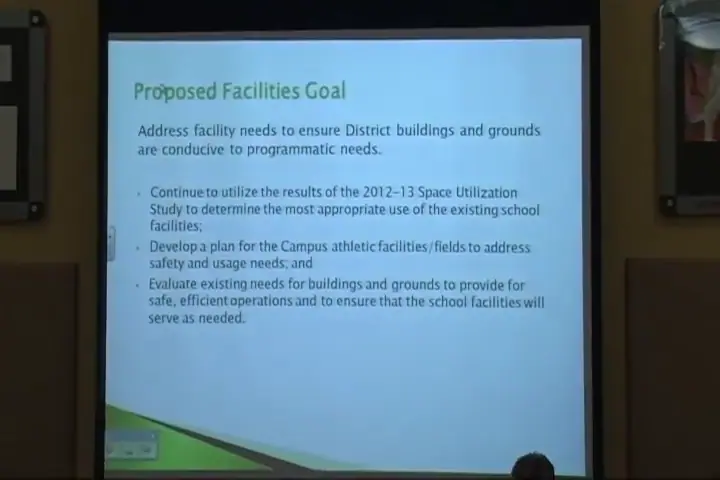 Proposed Facilities Goal
Address facility needs to ensure District buildings and grounds
are conducive to programmatic needs.
Continue to utilize the results of the 2012-13 Space Utilization
Study to determine the most appropriate use of the existing school
facilities;
Develop a plan for the Campus athletic facilities/fields to address
safety and usage needs; and
Evaluate existing needs for buildings and grounds to provide for
safe, efficient operations and to ensure that the school facilities will
serve as needed.